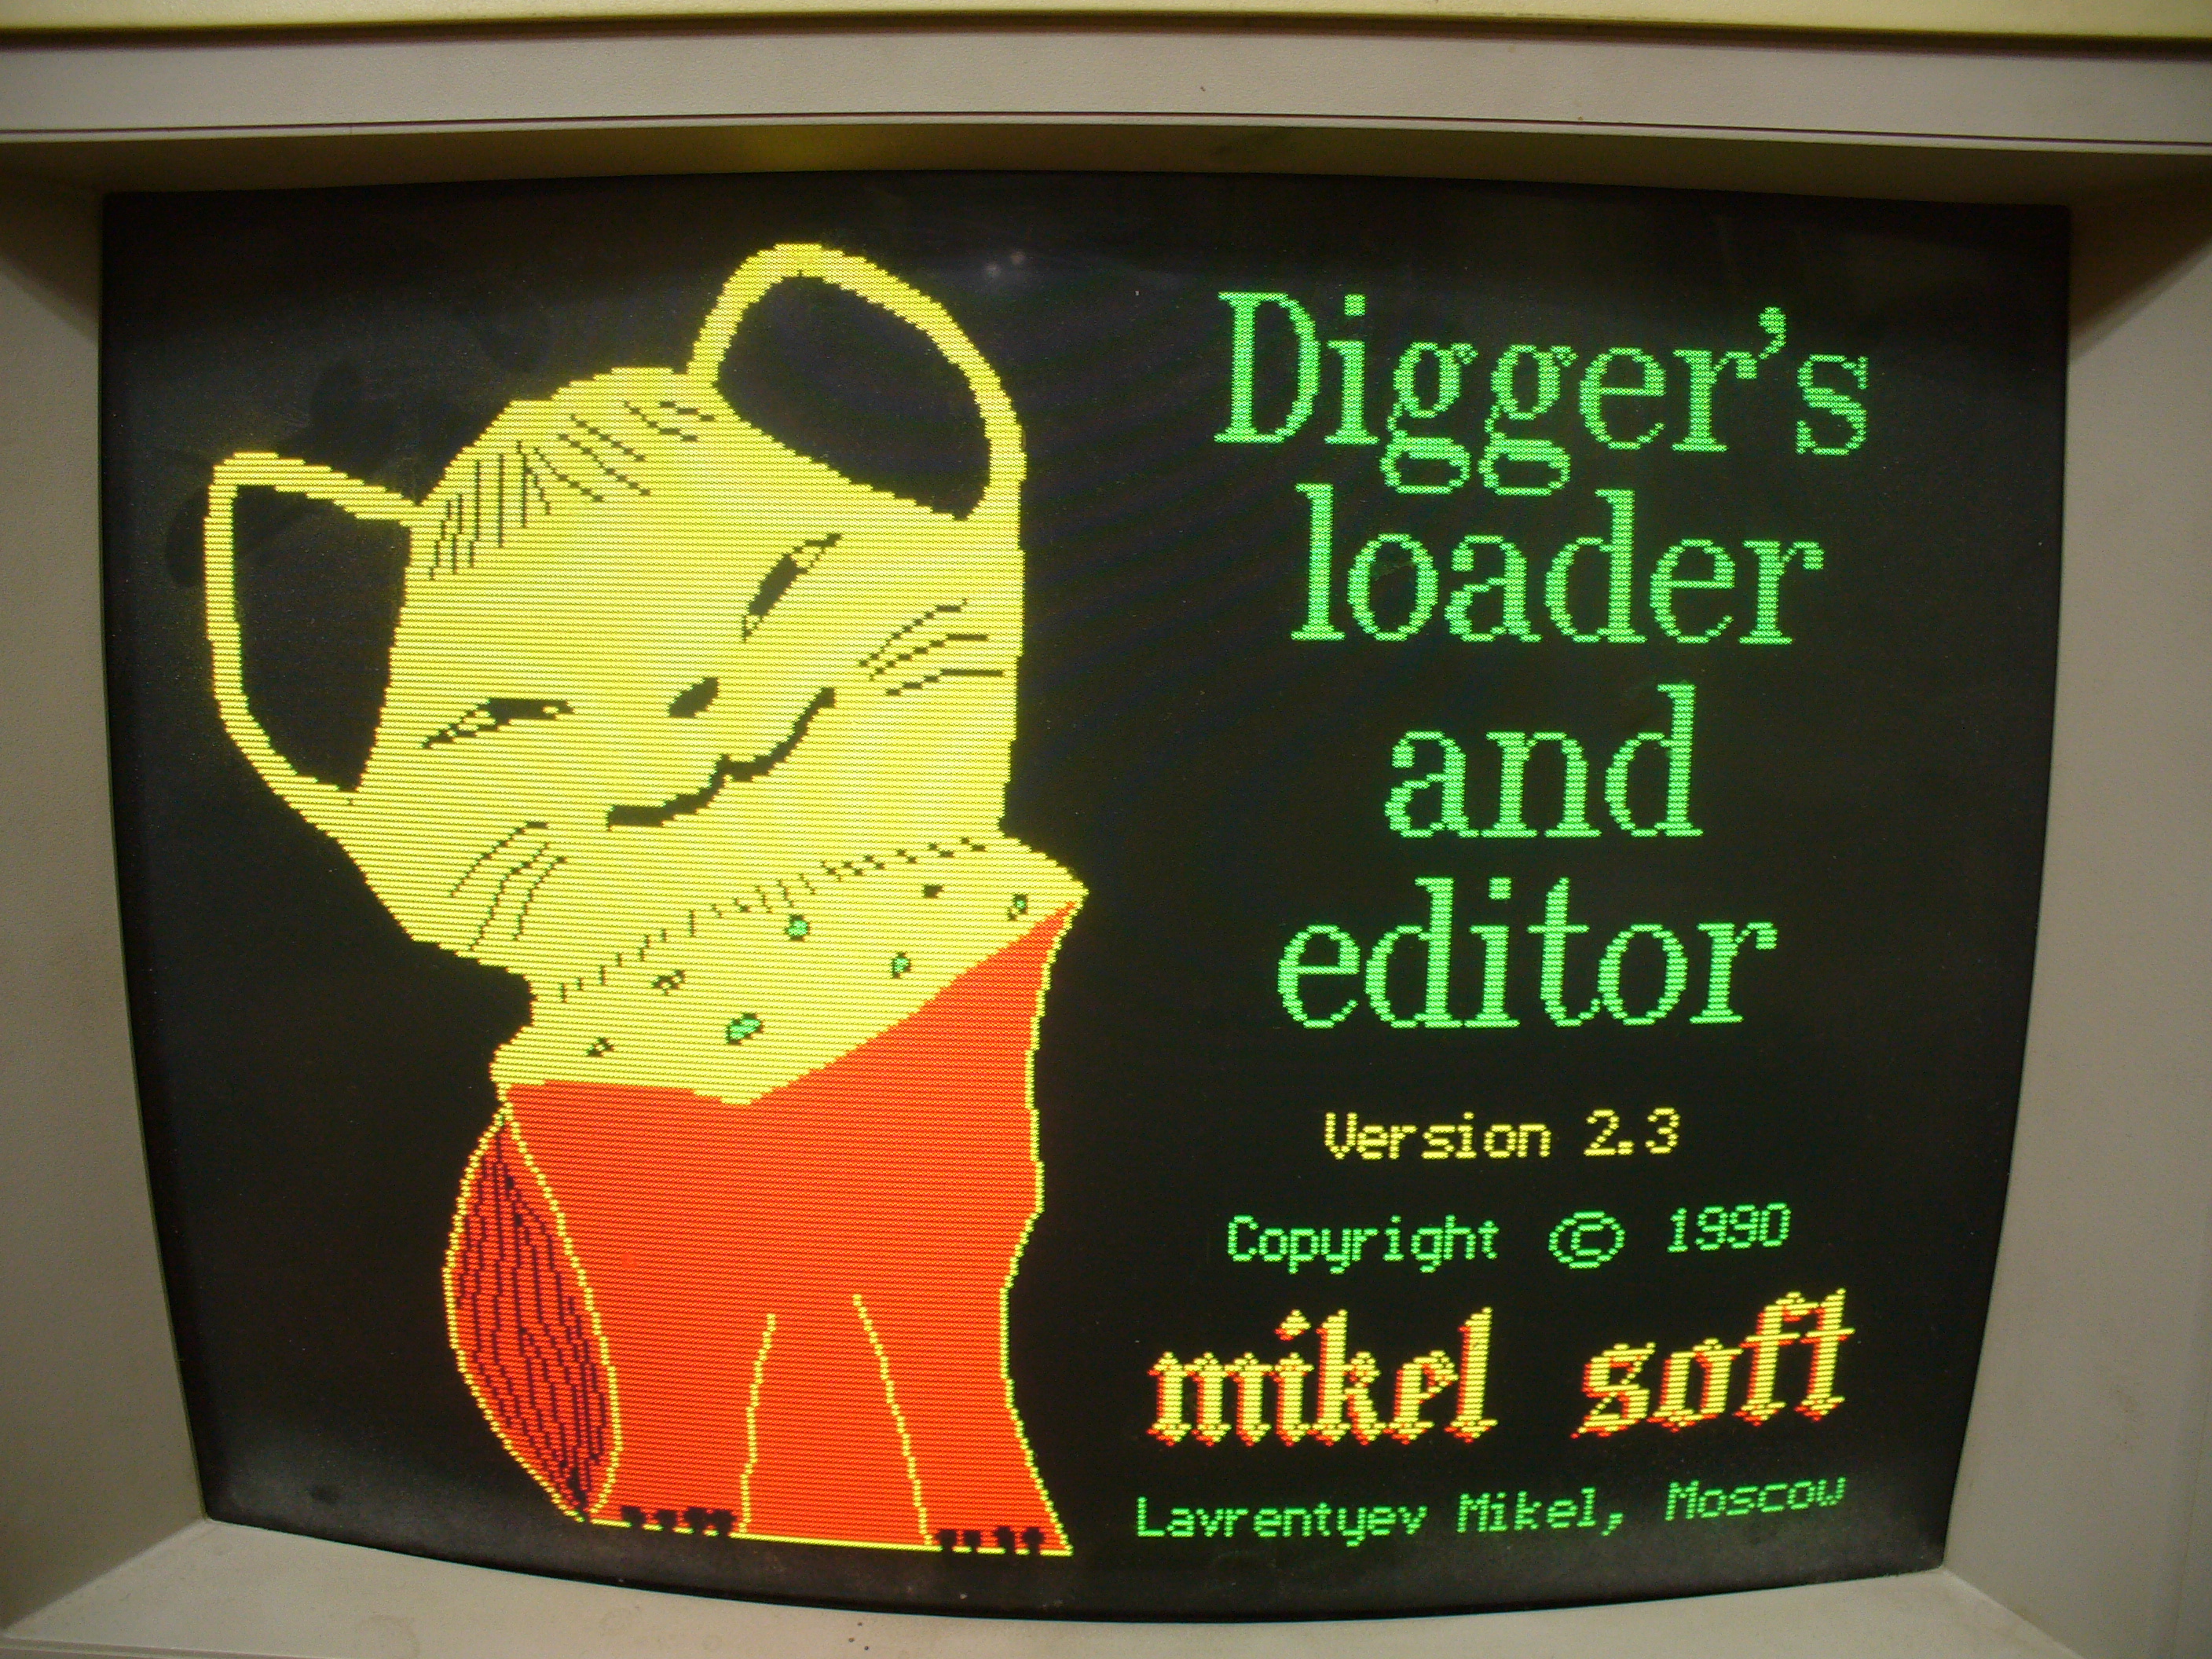 Digger's
loader
and
editor
Version 2.3
Copyright © 1990
mikel soft
Lavrentyev Mikel, Moscow